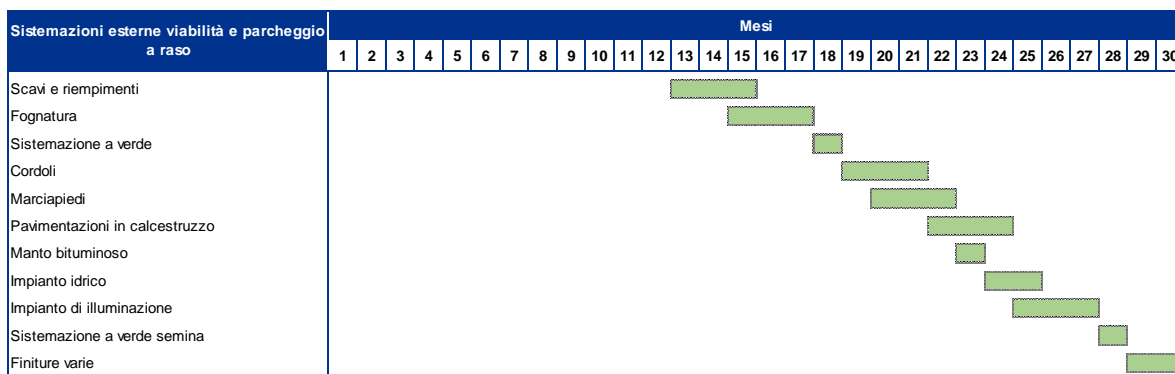 Sistemazioni esterne viabilità e parcheggio
a raso
Mesi
1 2 3 4 5 6 7 8 9 10 11 12 13 14 15 16 17 18 19 20 21 22 23 24 25 26 27 28 29 30
Scavi e riempimenti
Fognatura
Sistemazione a verde
Cordoli
Marciapiedi
Pavimentazioni in calcestruzzo
Manto bituminoso
Impianto idrico
Impianto di illuminazione
Sistemazione a verde semina
Finiture varie